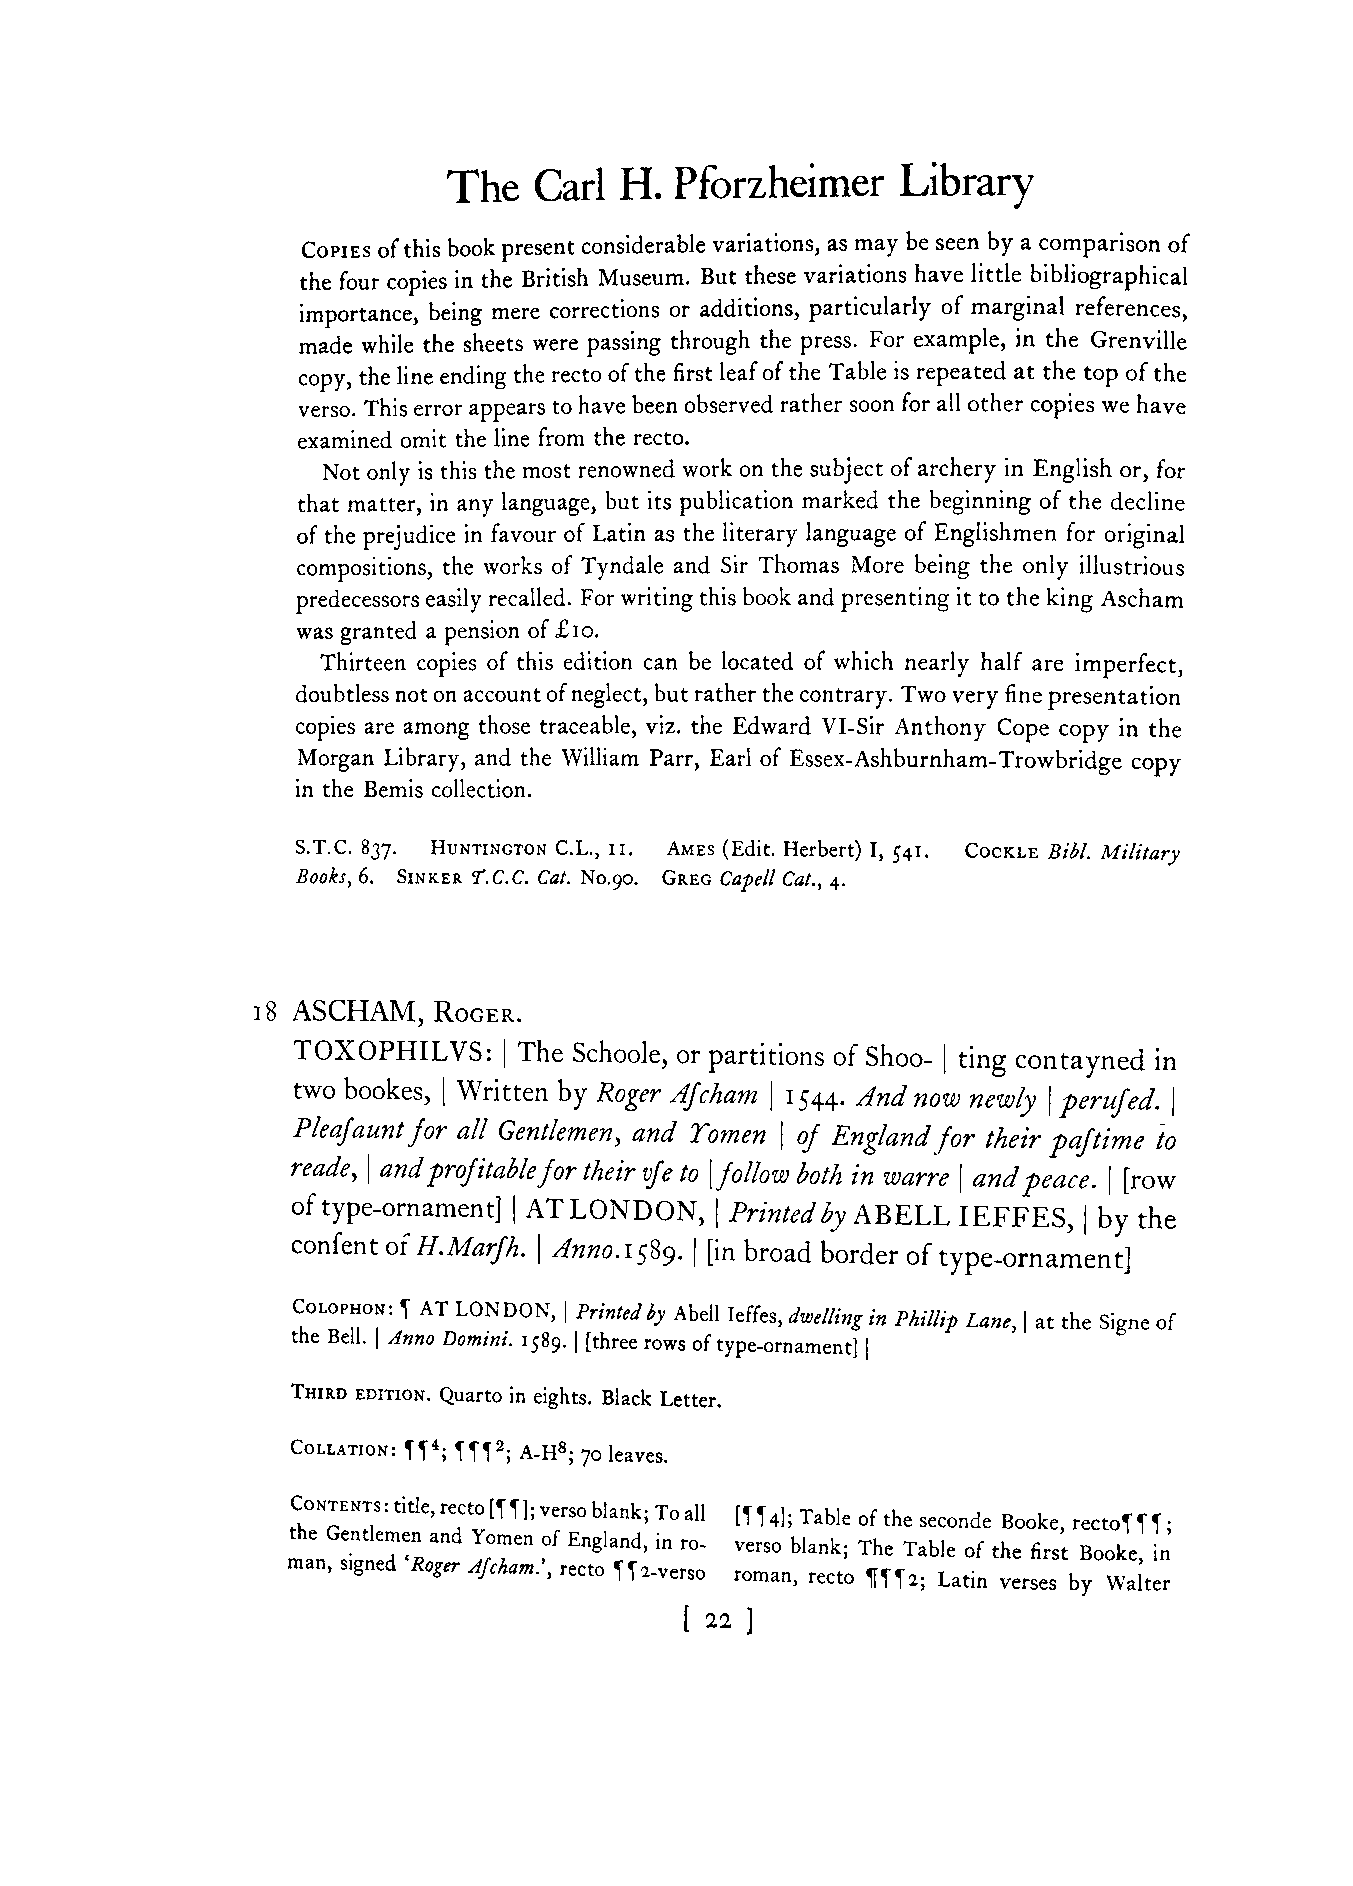 The Carl H. Pforzheimer Library
Copies of this book present considerable variations, as may be seen by a comparison of
the four copies in the British Museum. But these variations have little bibliographical
importance, being mere corrections or additions, particularly of marginal references,
made while the sheets were passing through the press. For example, in the Grenville
copy, the line ending the recto of the first leaf of the Table is repeated at the top of the
verso. This error appears to have been observed rather soon for all other copies we have
examined omit the line from the recto.
Not only is this the most renowned work on the subject of archery in English or, for
that matter, in any language, but its publication marked the beginning of the decline
of the prejudice in favour of Latin as the literary language of Englishmen for original
compositions, the works of Tyndale and Sir Thomas More being the only illustrious
predecessors easily recalled. For writing this book and presenting it to the king Ascham
was granted a pension of £10.
Thirteen copies of this edition can be located of which nearly half are imperfect,
doubtless not on account of neglect, but rather the contrary. Two very fine presentation
copies are among those traceable, viz. the Edward VI-Sir Anthony Cope copy in the
Morgan Library, and the William Parr, Earl of Essex-Ashburnham-Trowbridge copy
in the Bemis collection.
S.T.C. 837. Huntington C.L., 11. Ames (Edit. Herbert) I, 541. Cockle Bibl. Military
Books, 6. Sinker T.C.C. Cat. No.90. Greg Capell Cat., 4.
18 ASCHAM, Roger.
TOXOPHILVS: | The Schoole, or partitions of Shoo- | ting contayned in
two bookes, | Written by Roger Aſcham | 1544. And now newly | peruſed. |
Pleaſaunt for all Gentlemen, and Yomen | of England for their paſtime to
reade, | and profitable for their vſe to | follow both in warre | and peace. | [row
of type-ornament] | AT LONDON, | Printed by ABELL IEFFES, | by the
conſent of H.Marſh. | Anno.1589. | [in broad border of type-ornament]
Colophon: ¶ AT LONDON, | Printed by Abell Ieffes, dwelling in Phillip Lane, | at the Signe of
the Bell. | Anno Domini. 1589. | [three rows of type-ornament] |
Third edition. Quarto in eights. Black Letter.
Collation: ¶¶⁴; ¶¶¶²; A-H⁸; 70 leaves.
Contents: title, recto [¶¶]; verso blank; To all
the Gentlemen and Yomen of England, in ro-
man, signed 'Roger Aſcham.', recto ¶¶2-verso
[¶¶4]; Table of the seconde Booke, recto¶¶¶;
verso blank; The Table of the first Booke, in
roman, recto ¶¶¶2; Latin verses by Walter
[ 22 ]